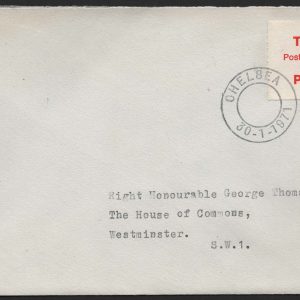 T
Post
P
CHELSEA
30-1-1971
Right Honourable George Thom
The House of Commons,
Westminster.
S.W.1.